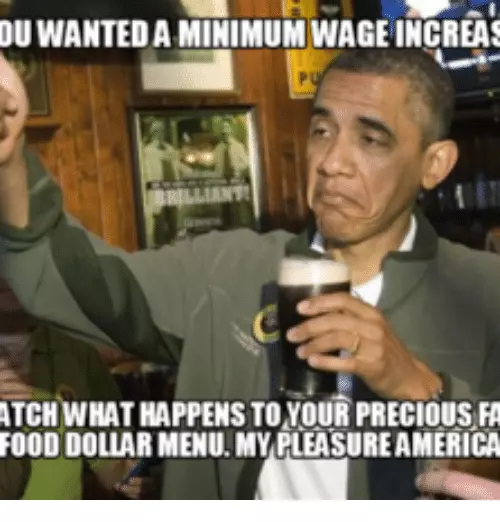 OU WANTED A MINIMUM WAGE INCREAS
PU
BRILLIANT!
ATCH WHAT HAPPENS TO YOUR PRECIOUS FA
FOOD DOLLAR MENU. MY PLEASURE AMERICA